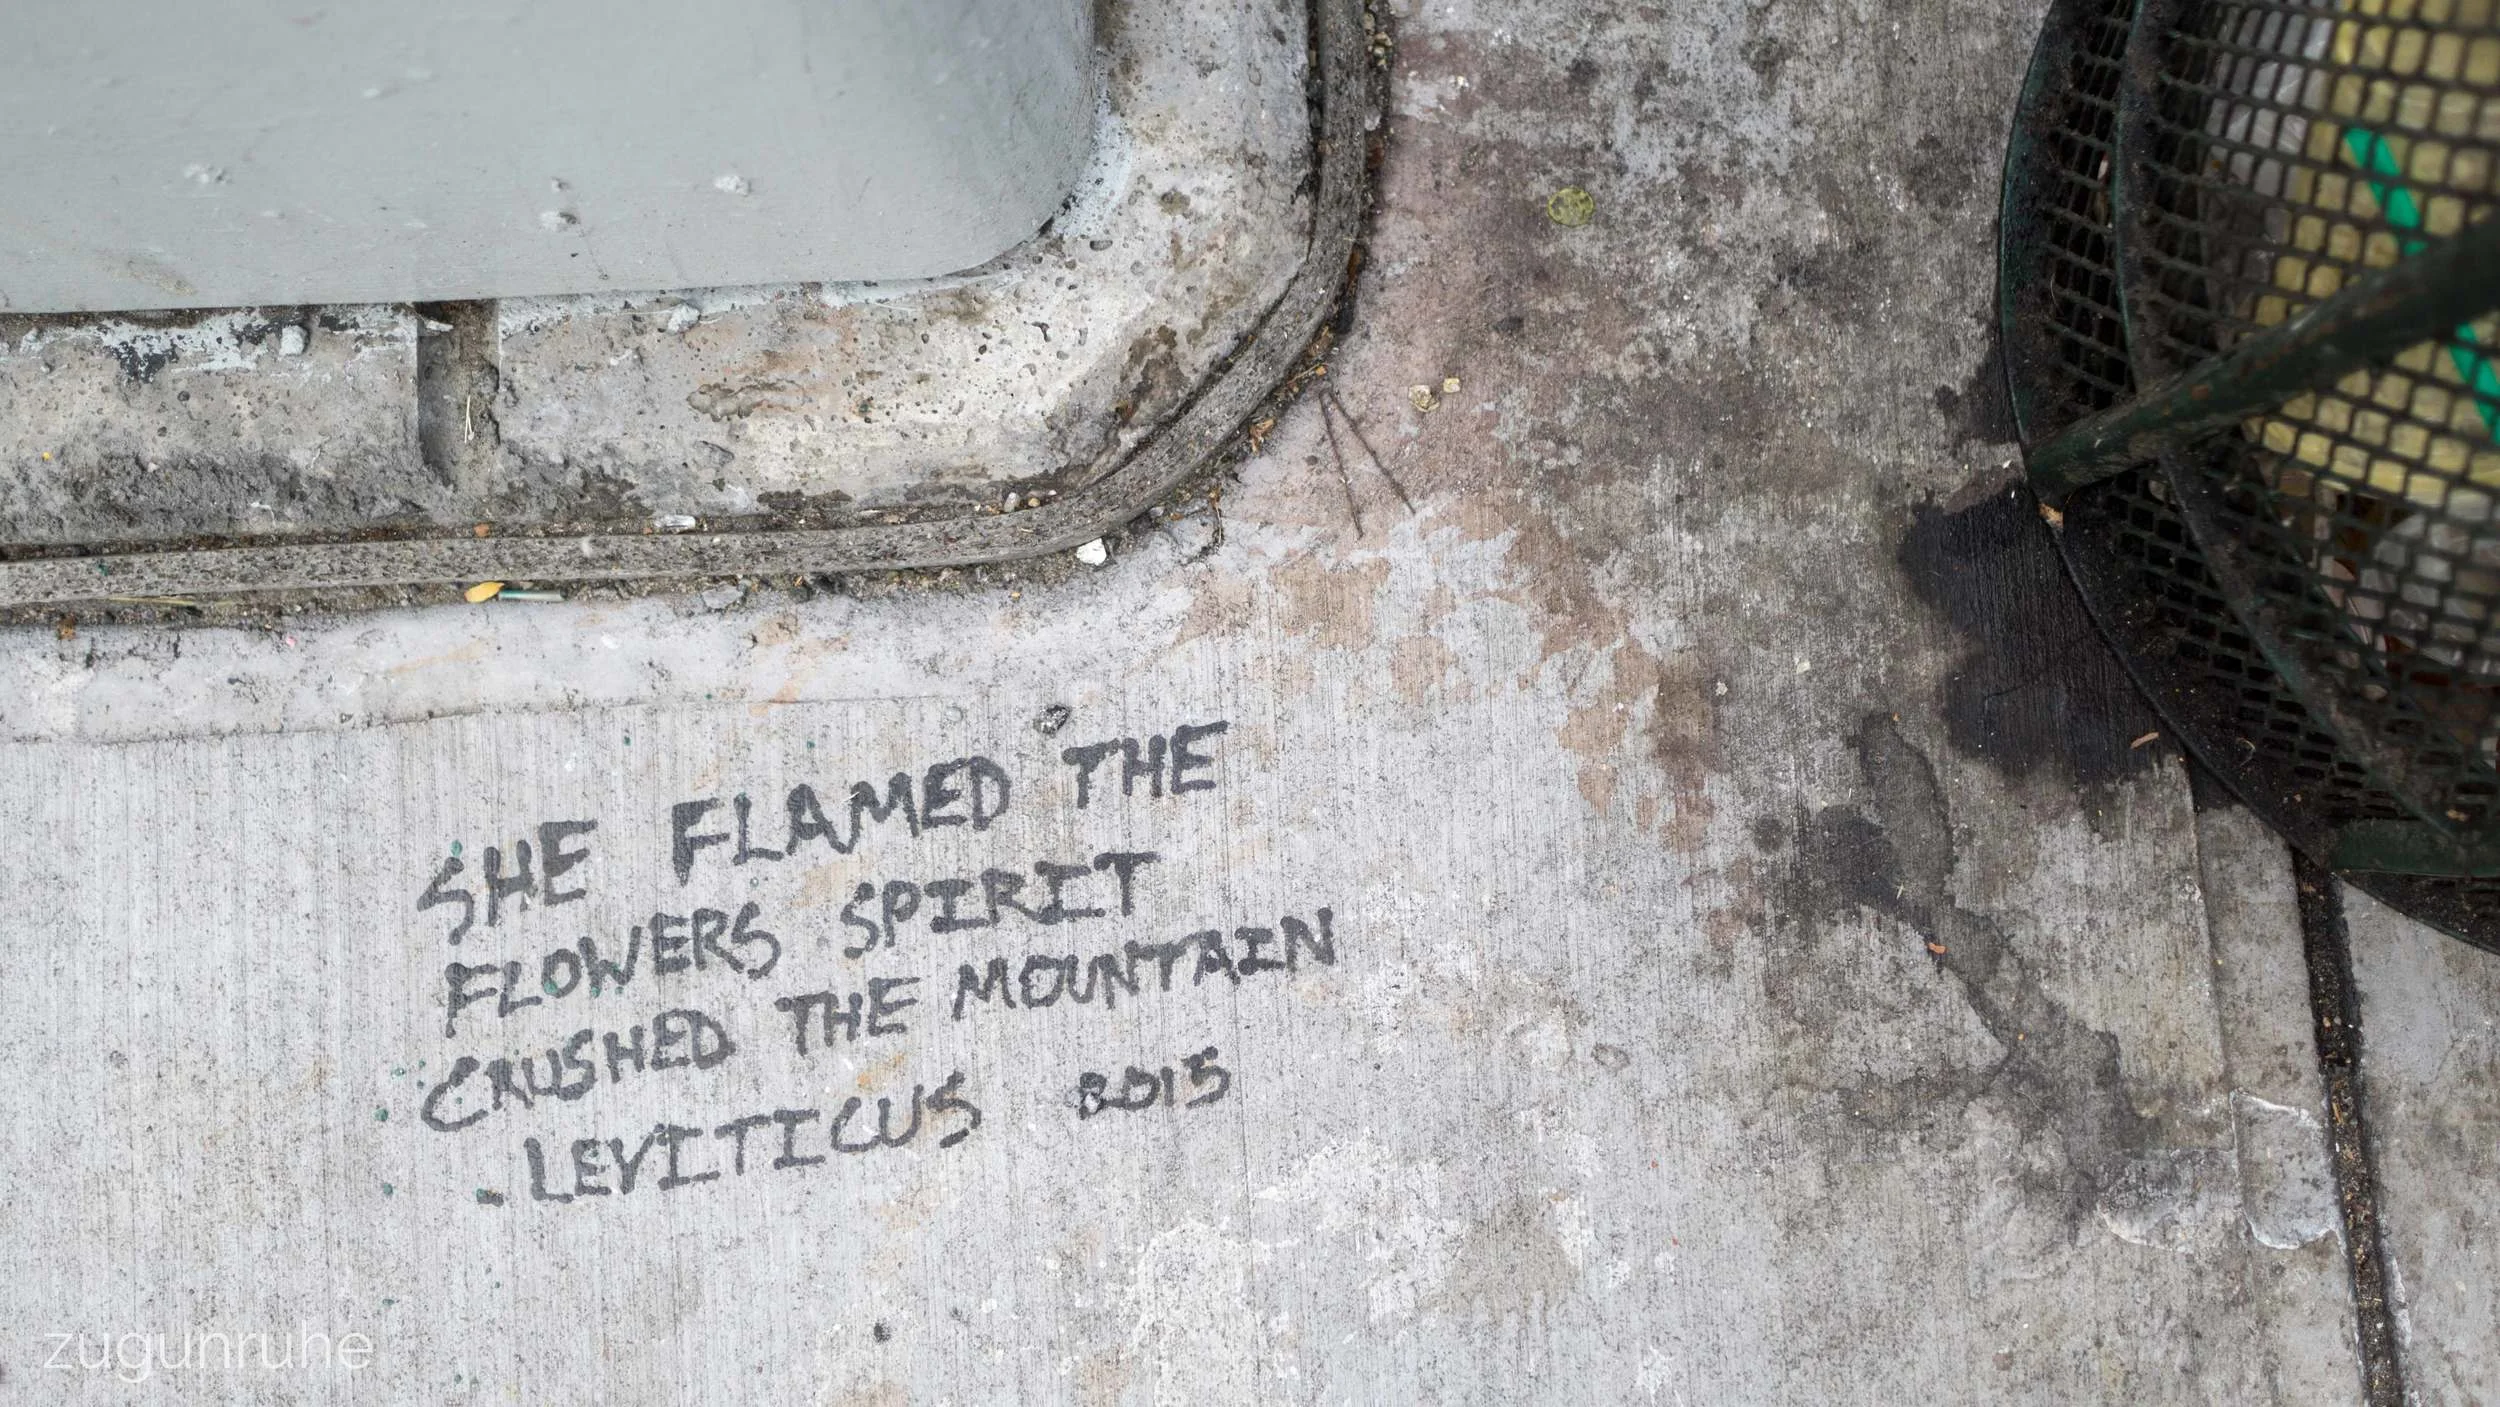 SHE FLAMED THE
FLOWERS SPIRIT
CRUSHED THE MOUNTAIN
LEVITICUS 2015
zugunruhe